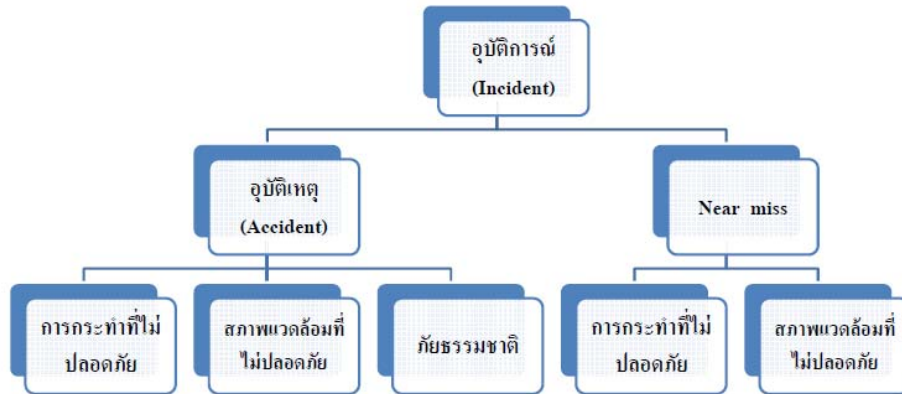 อุบัติการณ์
(Incident)
อุบัติเหตุ
(Accident)
Near miss
การกระทำที่ไม่
ปลอดภัย
สภาพแวดล้อมที่
ไม่ปลอดภัย
ภัยธรรมชาติ
การกระทำที่ไม่
ปลอดภัย
สภาพแวดล้อมที่
ไม่ปลอดภัย